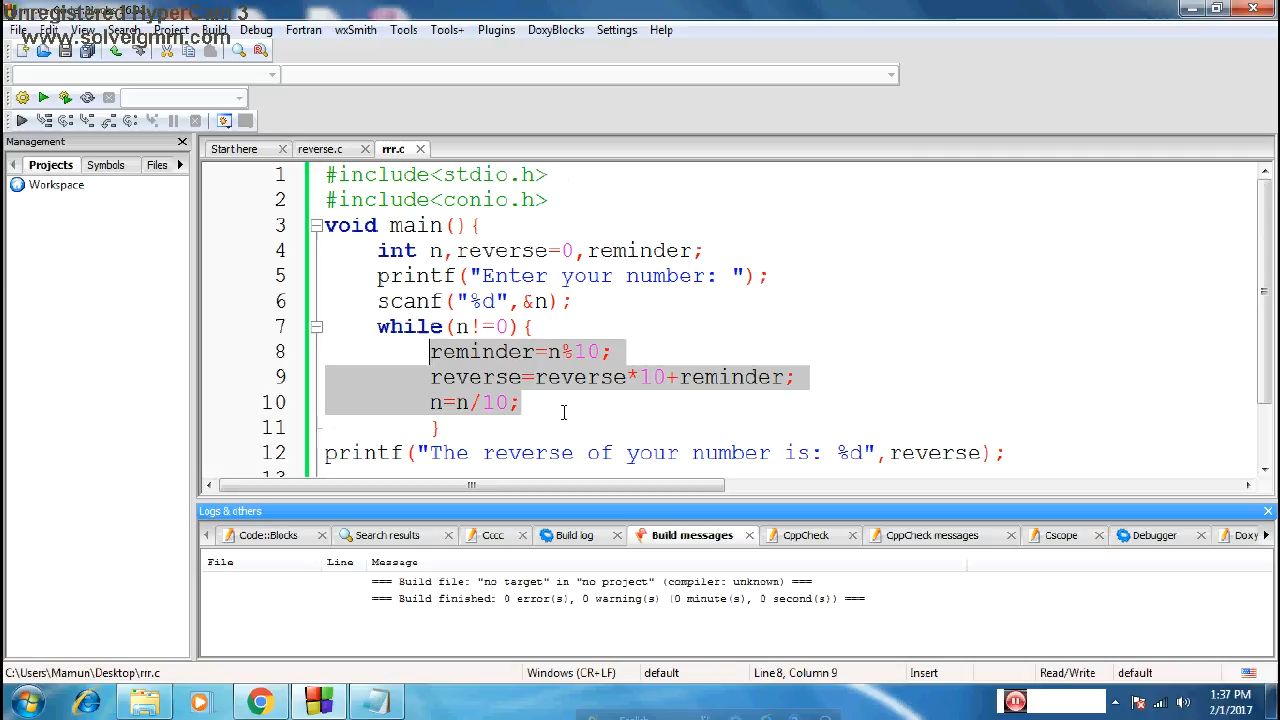 Unregistered HyperCam 3
www.solveigmm.com
File Edit View Search Project Build Debug Fortran wxSmith Tools Tools+ Plugins DoxyBlocks Settings Help
Management
Projects Symbols Files
Workspace
Start here reverse.c rrr.c
1 #include<stdio.h>
2 #include<conio.h>
3 void main(){
4 int n,reverse=0,reminder;
5 printf("Enter your number: ");
6 scanf("%d",&n);
7 while(n!=0){
8 reminder=n%10;
9 reverse=reverse*10+reminder;
10 n=n/10;
11 }
12 printf("The reverse of your number is: %d",reverse);
Logs & others
Code::Blocks Search results Cccc Build log Build messages CppCheck CppCheck messages Cscope Debugger Doxy
File Line Message
=== Build file: "no target" in "no project" (compiler: unknown) ===
=== Build finished: 0 error(s), 0 warning(s) (0 minute(s), 0 second(s)) ===
C:\Users\Mamun\Desktop\rrr.c Windows (CR+LF) default Line 8, Column 9 Insert Read/Write default
1:37 PM
2/1/2017